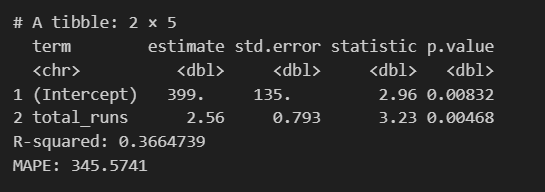 # A tibble: 2 × 5
term estimate std.error statistic p.value
<chr> <dbl> <dbl> <dbl> <dbl>
1 (Intercept) 399. 135. 2.96 0.00832
2 total_runs 2.56 0.793 3.23 0.00468
R-squared: 0.3664739
MAPE: 345.5741